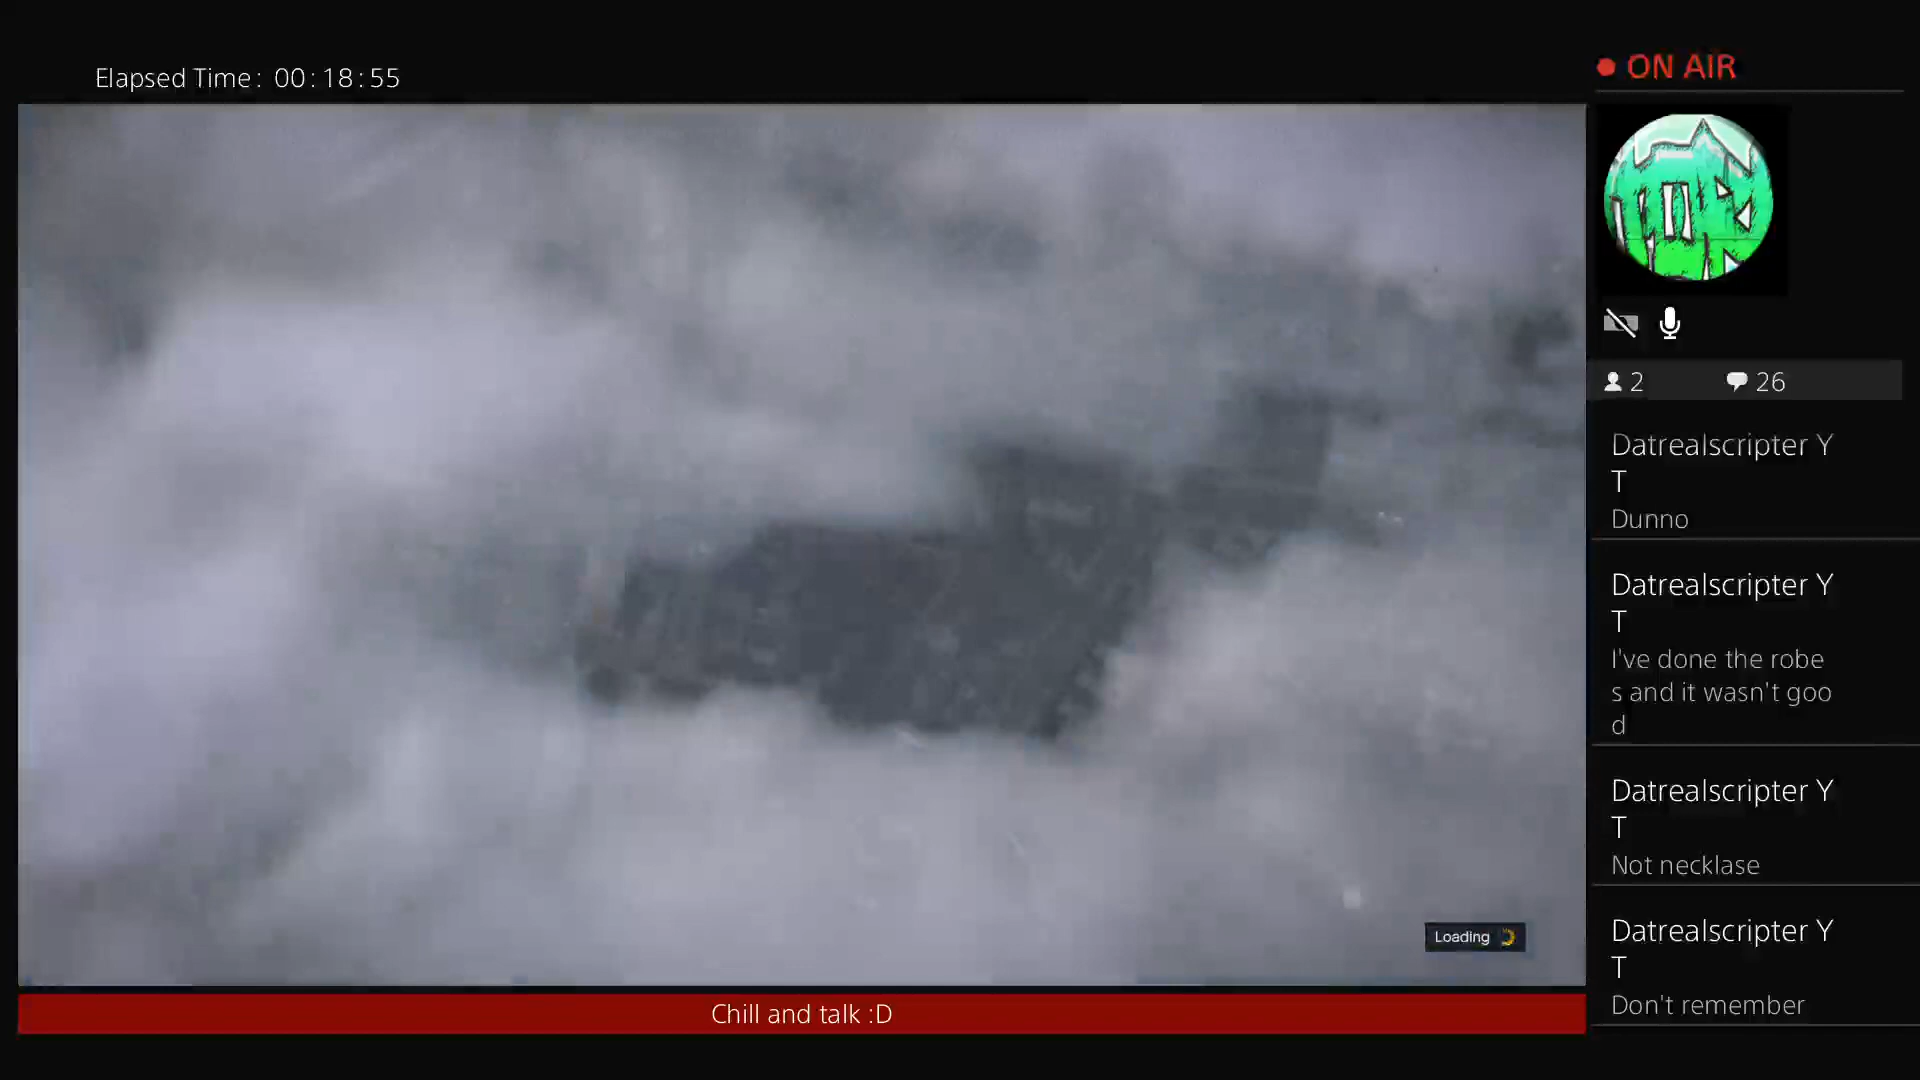 Elapsed Time: 00:18:55
ON AIR
2
26
Datrealscripter Y
T
Dunno
Datrealscripter Y
T
I've done the robe
s and it wasn't goo
d
Datrealscripter Y
T
Not necklase
Datrealscripter Y
T
Don't remember
Loading
Chill and talk :D